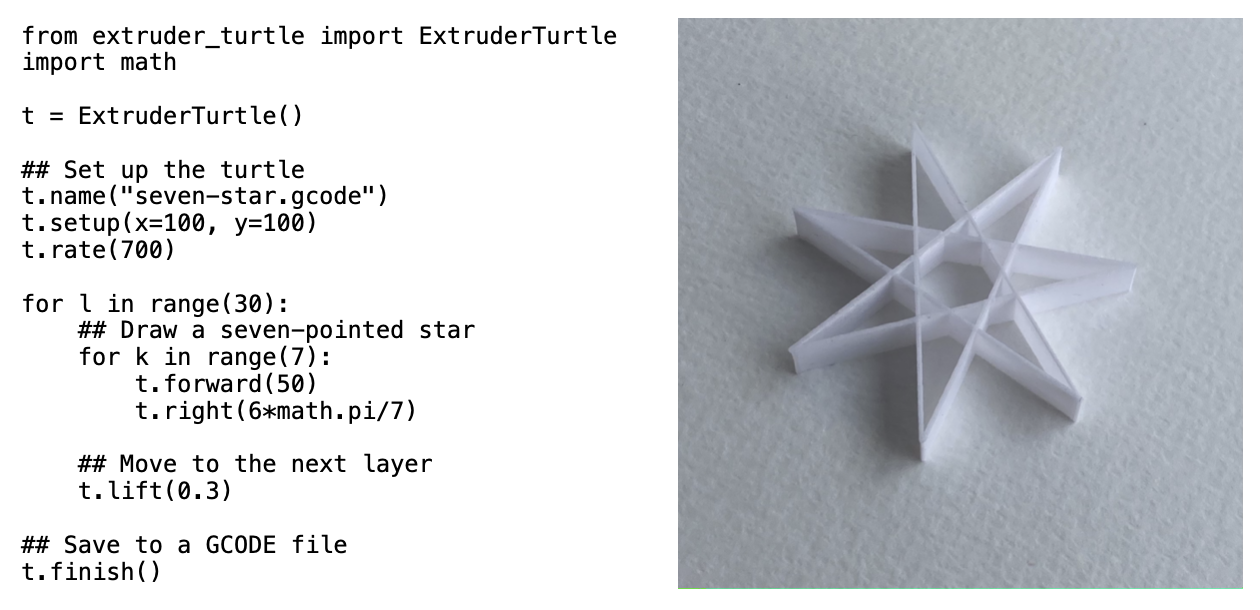 from extruder_turtle import ExtruderTurtle
import math

t = ExtruderTurtle()

## Set up the turtle
t.name("seven-star.gcode")
t.setup(x=100, y=100)
t.rate(700)

for l in range(30):
    ## Draw a seven-pointed star
    for k in range(7):
        t.forward(50)
        t.right(6*math.pi/7)

    ## Move to the next layer
    t.lift(0.3)

## Save to a GCODE file
t.finish()